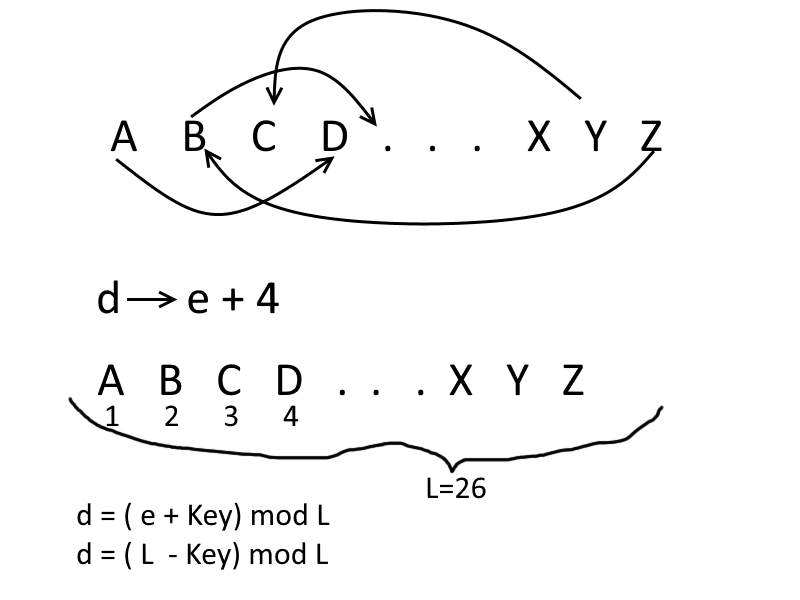 A B C D . . . X Y Z
d → e + 4
A B C D . . . X Y Z
1 2 3 4
L=26
d = ( e + Key) mod L
d = ( L - Key) mod L